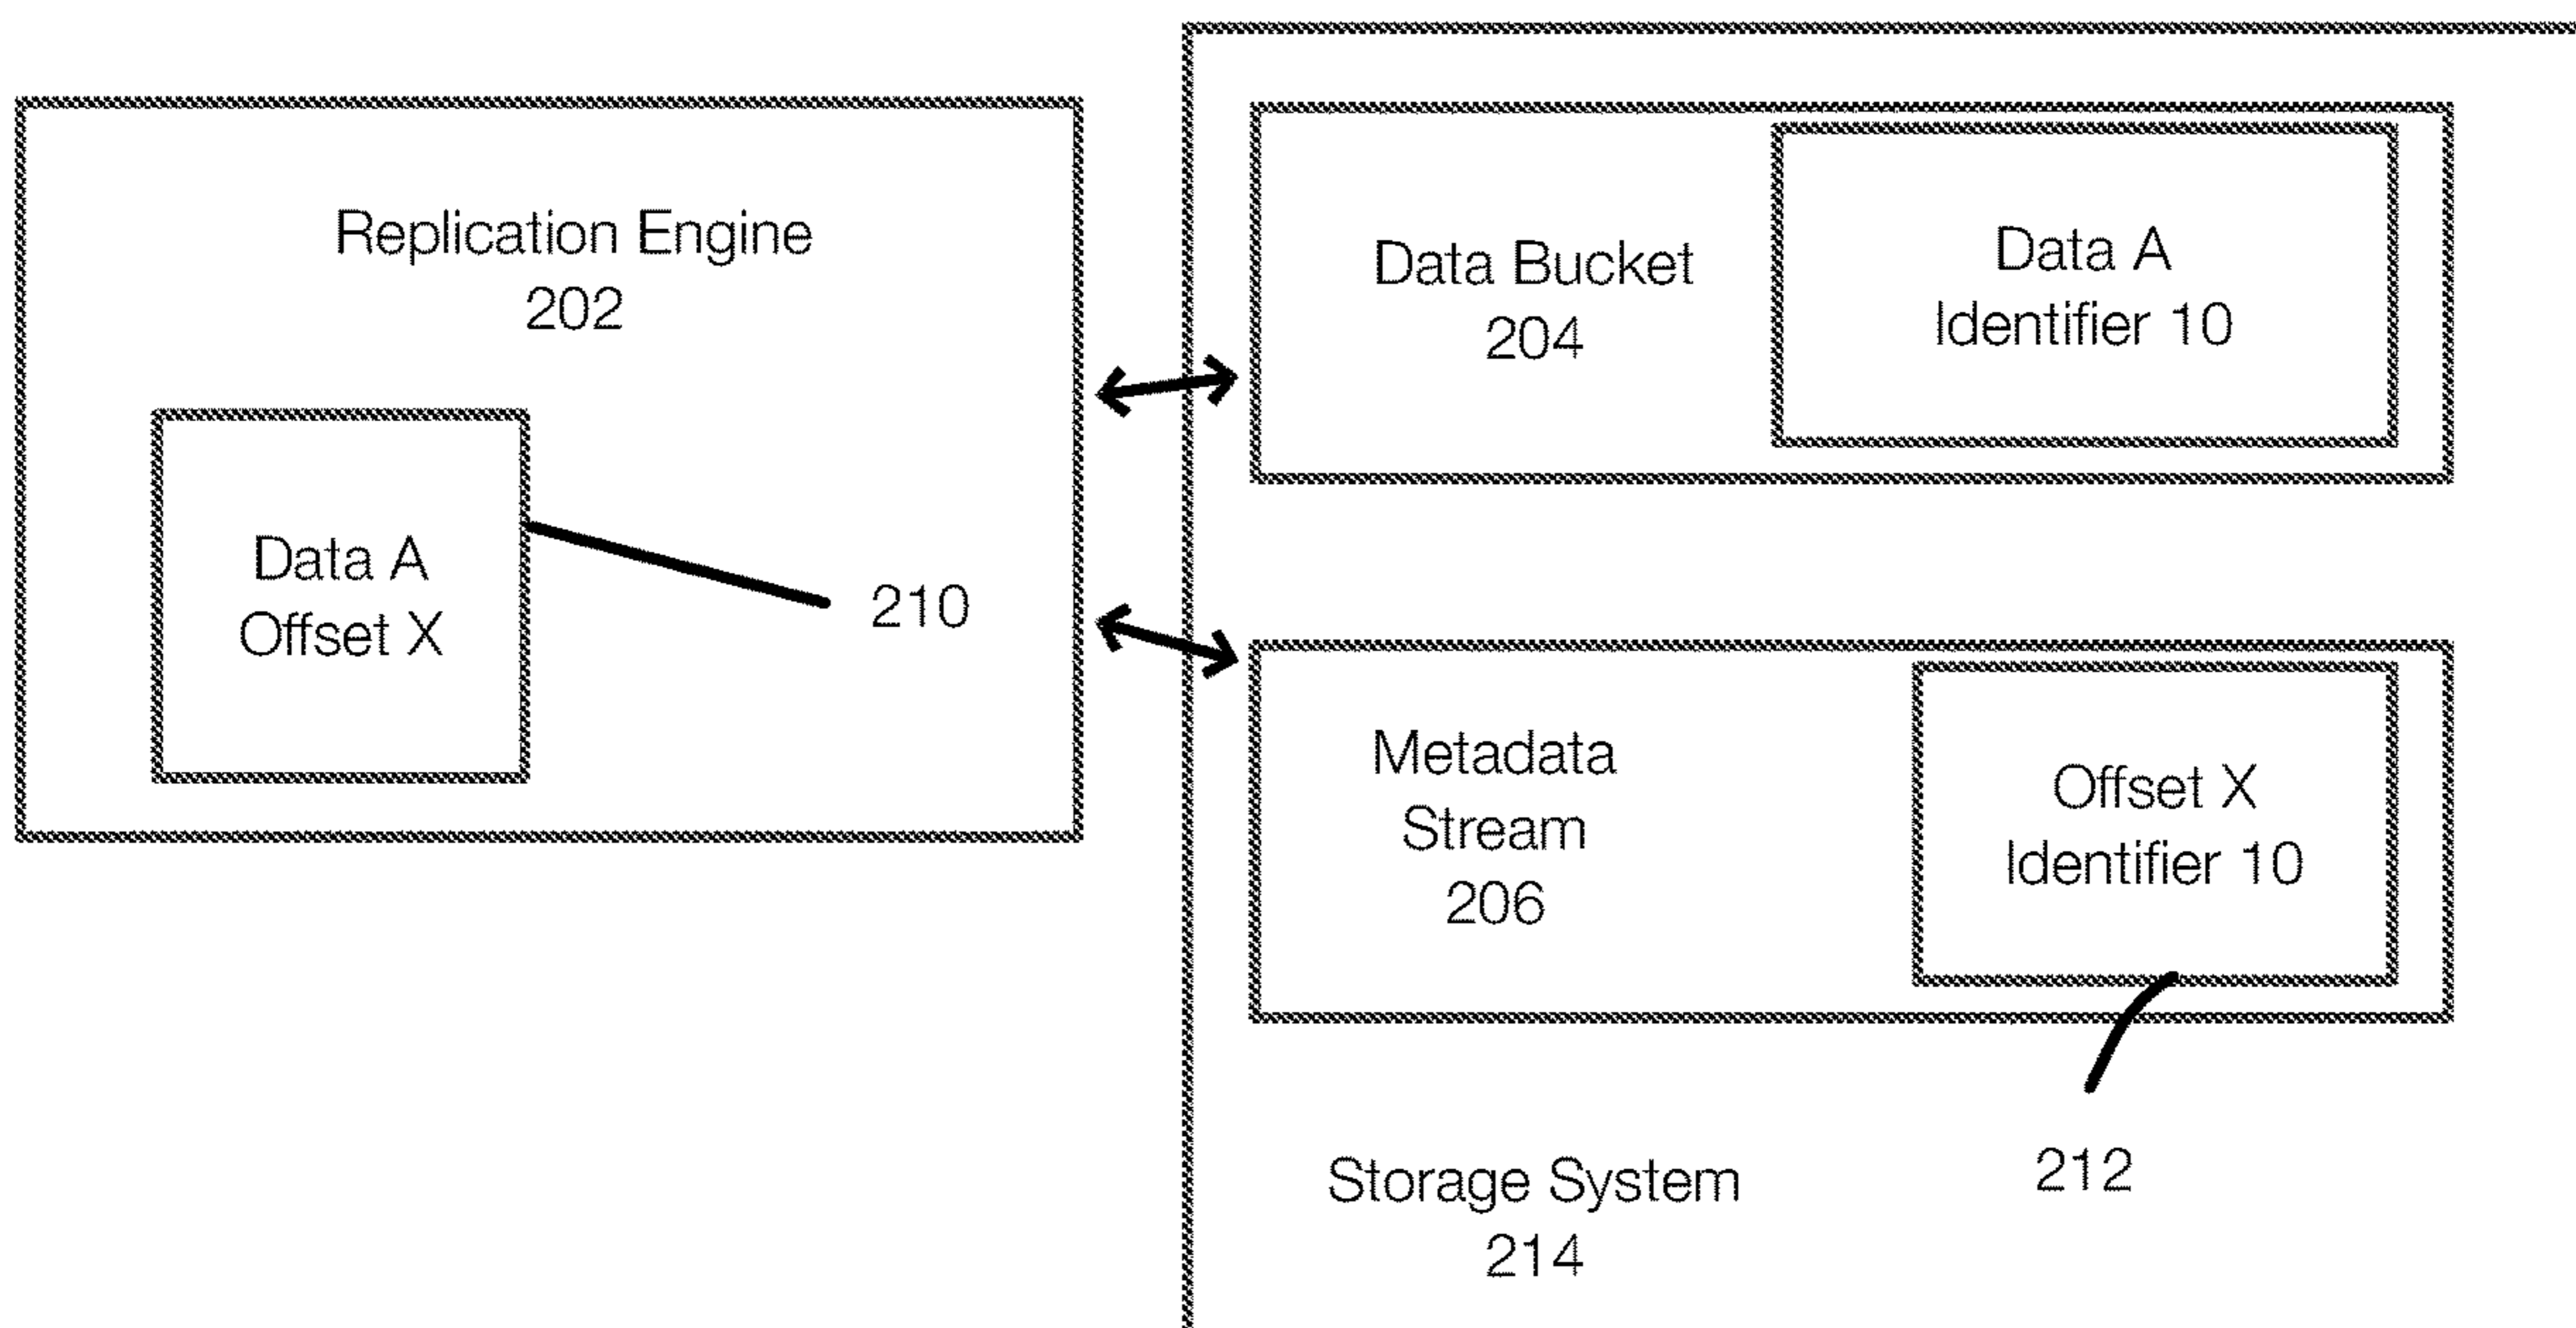 Replication Engine
202
Data A
Offset X
210
Data Bucket
204
Data A
Identifier 10
Metadata
Stream
206
Offset X
Identifier 10
212
Storage System
214